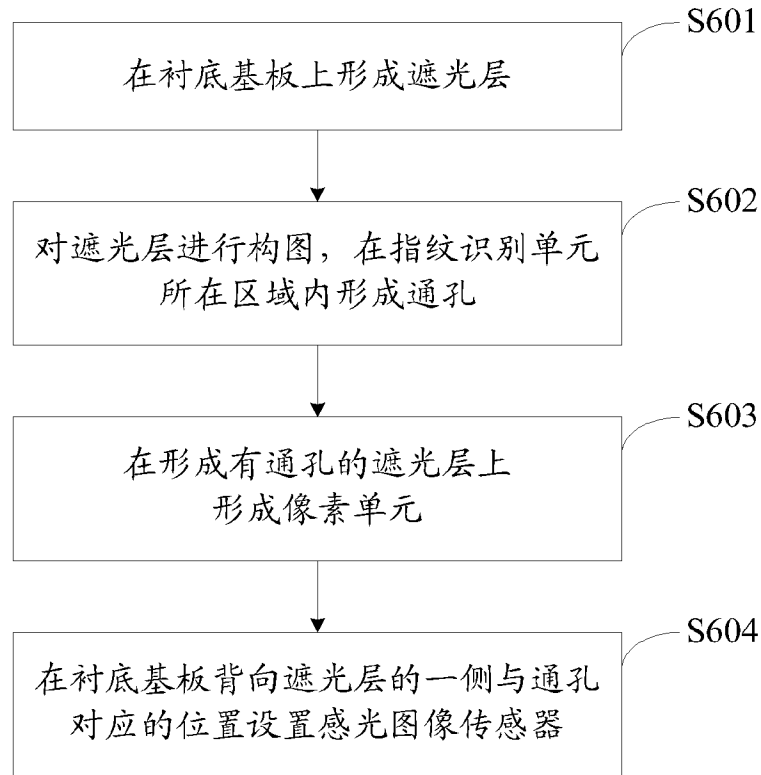 S601
在衬底基板上形成遮光层
S602
对遮光层进行构图，在指纹识别单元
所在区域内形成通孔
S603
在形成有通孔的遮光层上
形成像素单元
S604
在衬底基板背向遮光层的一侧与通孔
对应的位置设置感光图像传感器